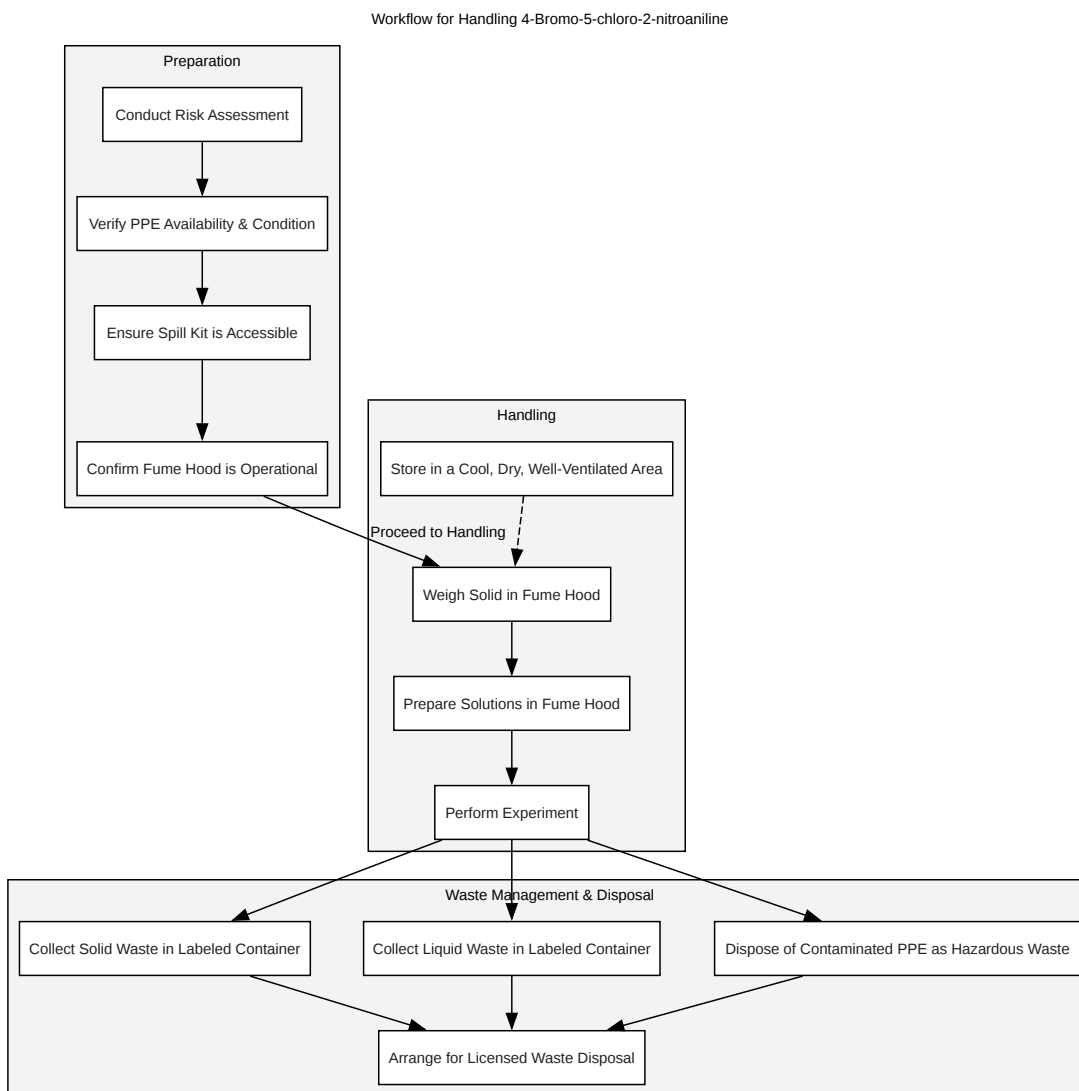 Workflow for Handling 4-Bromo-5-chloro-2-nitroaniline
Preparation
Conduct Risk Assessment
Verify PPE Availability & Condition
Ensure Spill Kit is Accessible
Confirm Fume Hood is Operational
Handling
Store in a Cool, Dry, Well-Ventilated Area
Proceed to Handling
Weigh Solid in Fume Hood
Prepare Solutions in Fume Hood
Perform Experiment
Waste Management & Disposal
Collect Solid Waste in Labeled Container
Collect Liquid Waste in Labeled Container
Dispose of Contaminated PPE as Hazardous Waste
Arrange for Licensed Waste Disposal